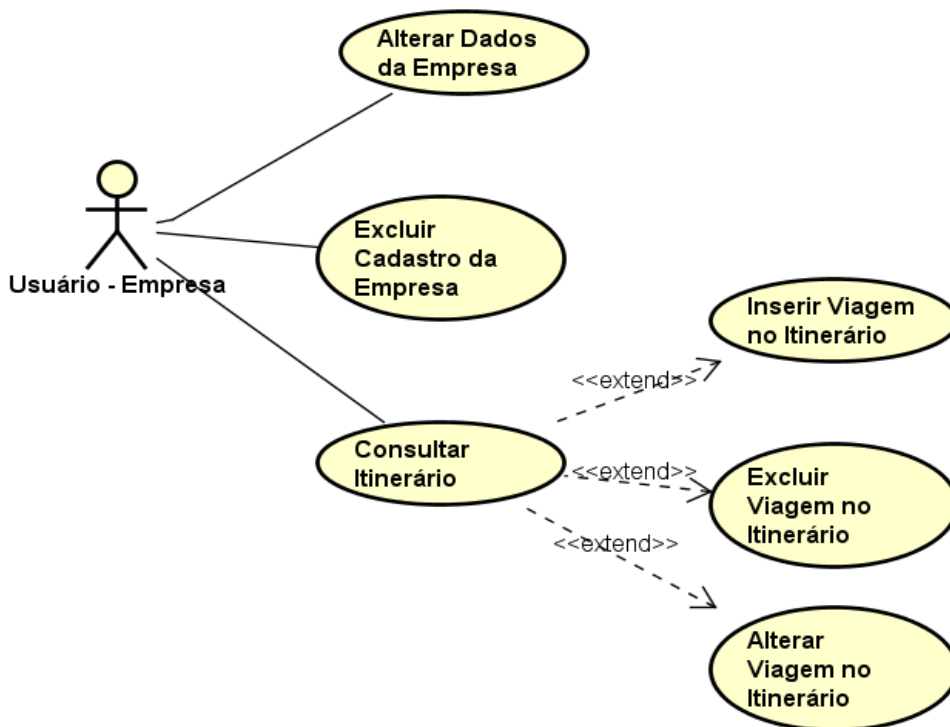 Alterar Dados
da Empresa
Usuário - Empresa
Excluir
Cadastro da
Empresa
Inserir Viagem
no Itinerário
<<extend>>
Consultar
Itinerário
<<extend>>
Excluir
Viagem no
Itinerário
<<extend>>
Alterar
Viagem no
Itinerário